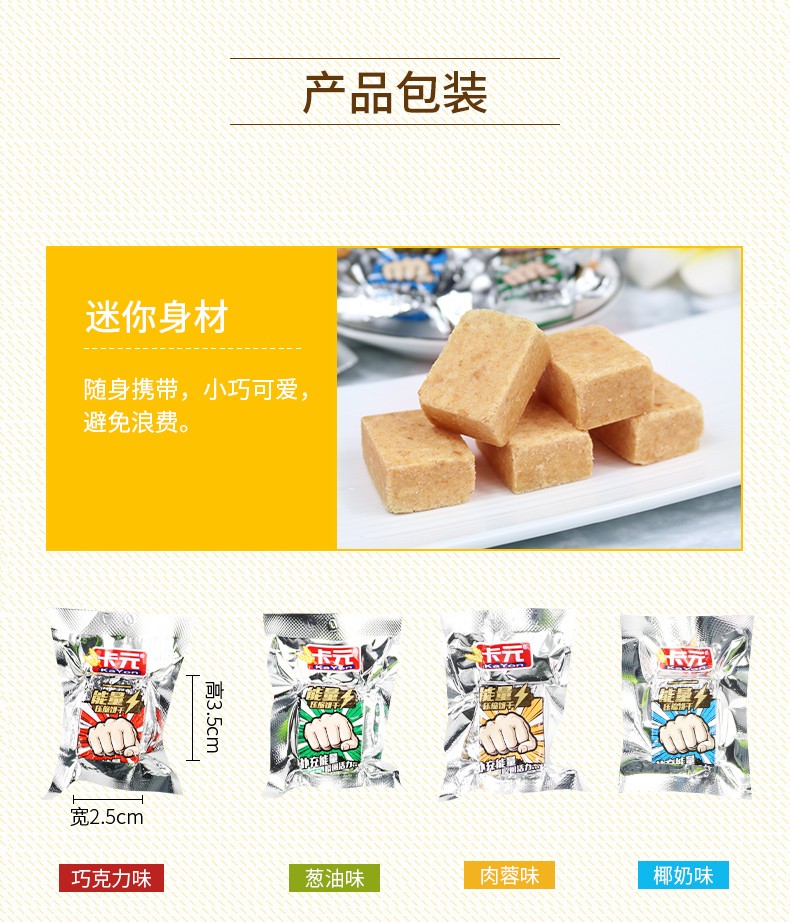 产品包装
迷你身材
随身携带，小巧可爱，
避免浪费。
卡元
KaYon
能量
压缩饼干
高3.5cm
宽2.5cm
卡元
KaYon
能量
压缩饼干
补充能量
卡元
KaYon
能量
压缩饼干
补充能量
卡元
KaYon
能量
压缩饼干
补充能量
巧克力味
葱油味
肉蓉味
椰奶味